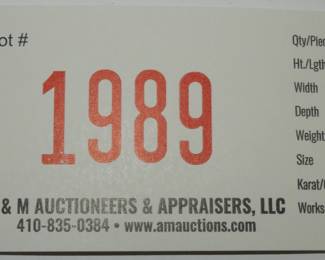 ot #
1989
& M AUCTIONEERS & APPRAISERS, LLC
410-835-0384 • www.amauctions.com
Qty/Pie
Ht./Lgth
Width
Depth
Weight
Size
Karat/
Works